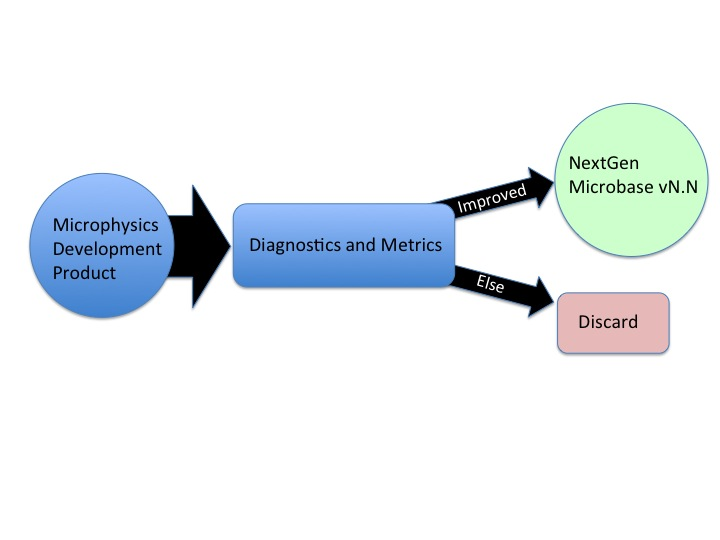 Microphysics
Development
Product
Diagnostics and Metrics
Improved
Else
NextGen
Microbase vN.N
Discard